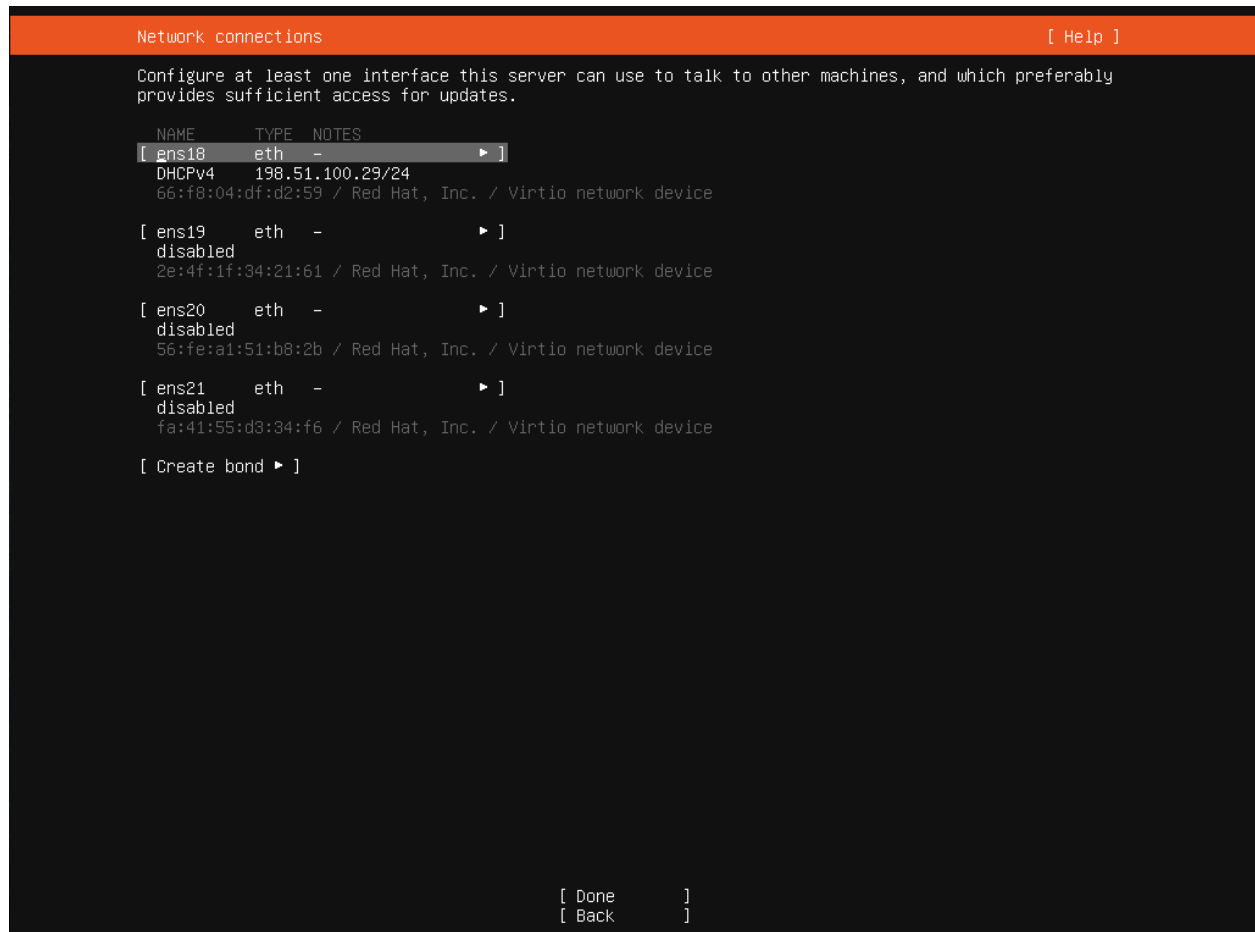 Network connections [ Help ]
Configure at least one interface this server can use to talk to other machines, and which preferably
provides sufficient access for updates.
NAME TYPE NOTES
[ ens18 eth - ▸ ]
DHCPv4 198.51.100.29/24
66:f8:04:df:d2:59 / Red Hat, Inc. / Virtio network device
[ ens19 eth - ▸ ]
disabled
2e:4f:1f:34:21:61 / Red Hat, Inc. / Virtio network device
[ ens20 eth - ▸ ]
disabled
56:fe:a1:51:b8:2b / Red Hat, Inc. / Virtio network device
[ ens21 eth - ▸ ]
disabled
fa:41:55:d3:34:f6 / Red Hat, Inc. / Virtio network device
[ Create bond ▸ ]
[ Done ]
[ Back ]